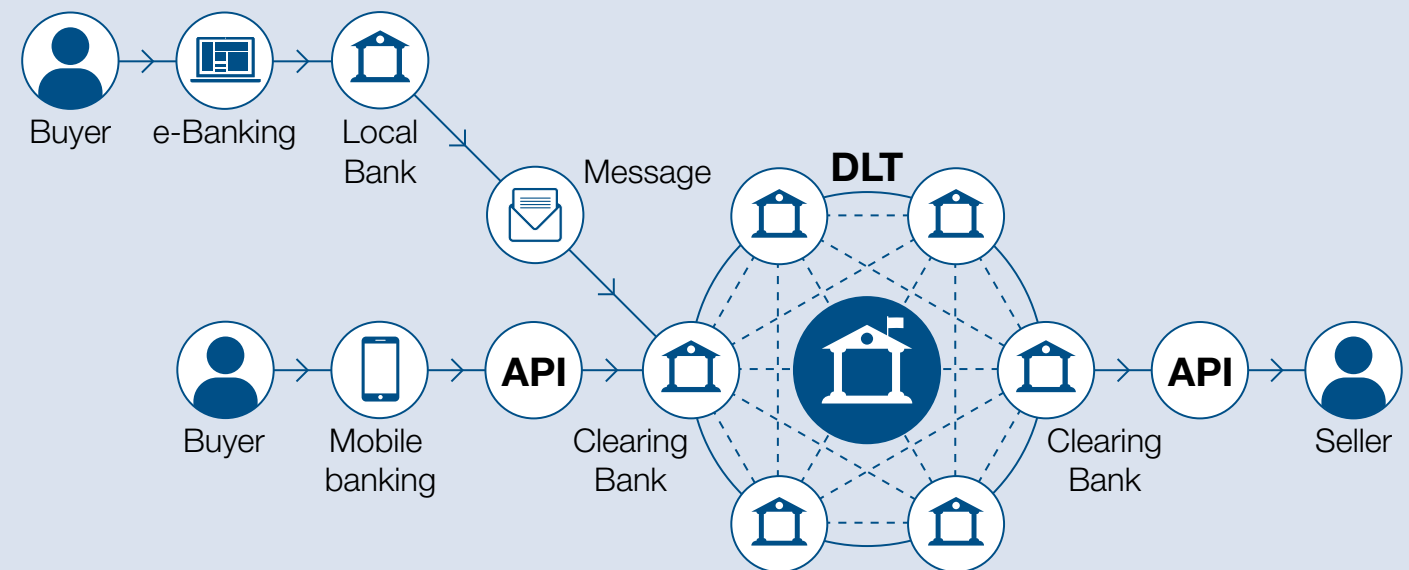 Buyer
e-Banking
Local
Bank
Message
DLT
API
API
Buyer
Mobile
banking
Clearing
Bank
Clearing
Bank
Seller